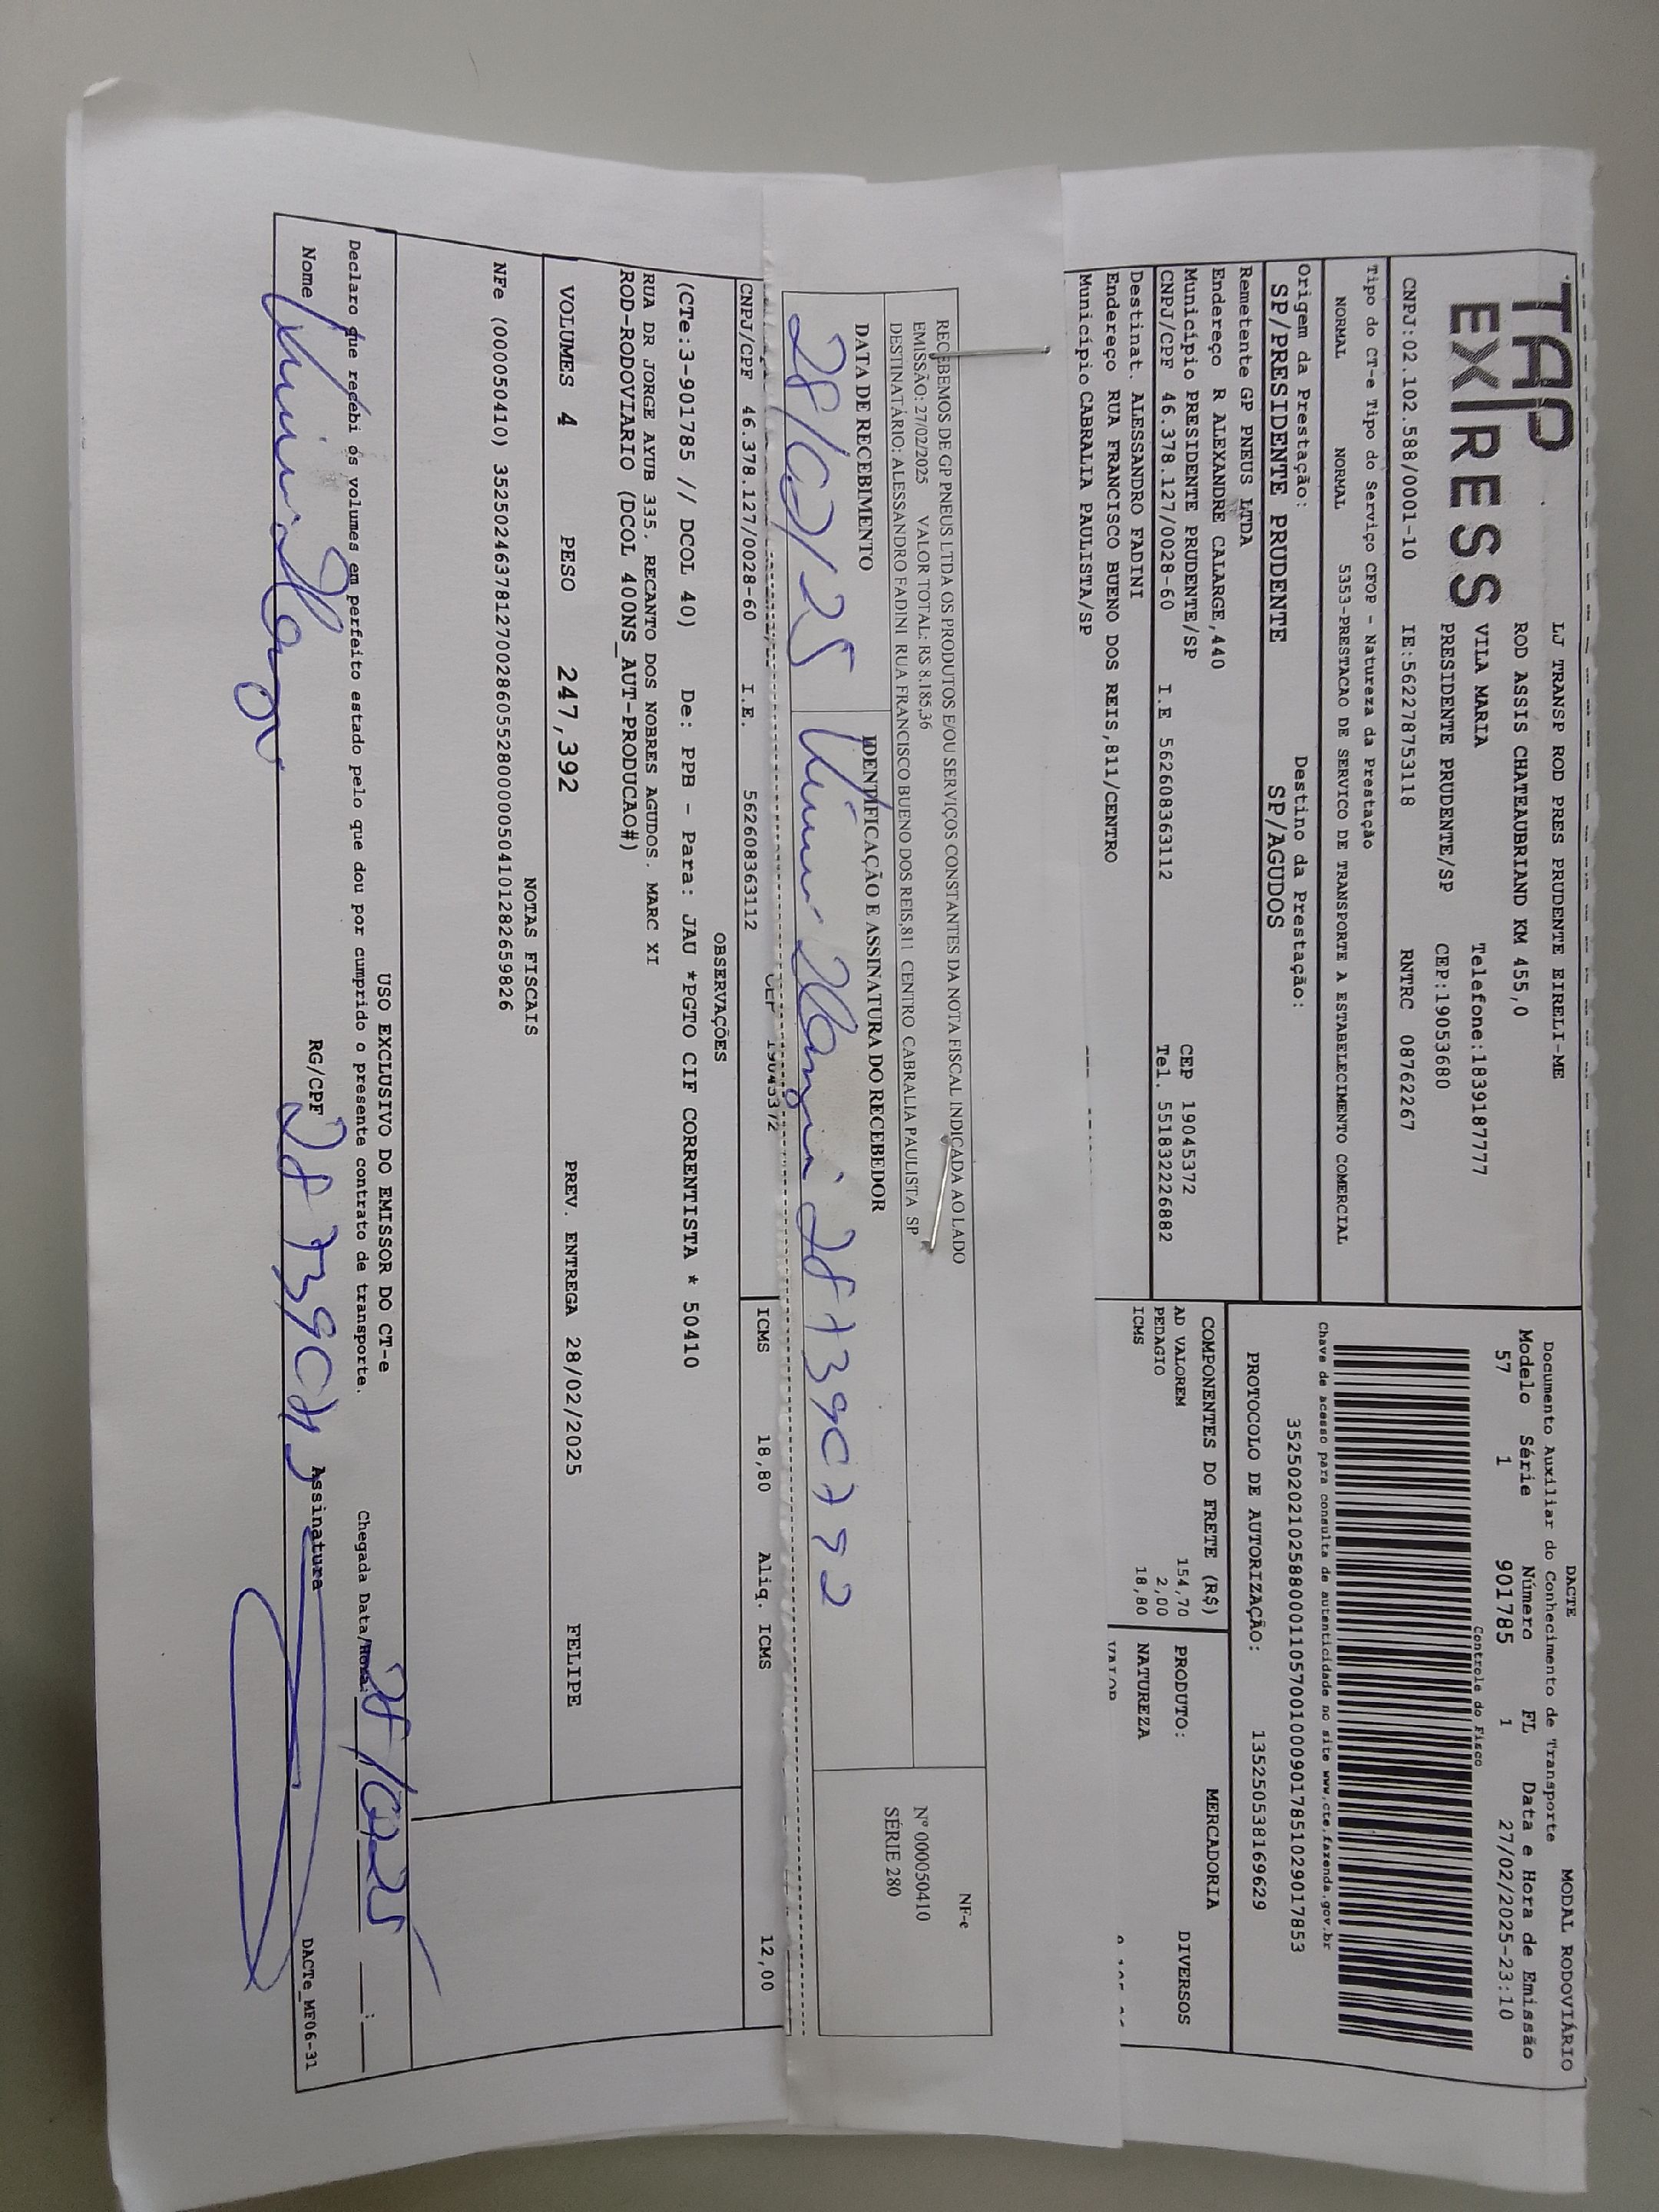 TAP
EXPRESS
LJ TRANSP ROD PRES PRUDENTE EIRELI-ME
ROD ASSIS CHATEAUBRIAND KM 455,0
VILA MARIA Telefone:1839187777
PRESIDENTE PRUDENTE/SP CEP:19053680
CNPJ:02.102.588/0001-10 IE:562278753118 RNTRC 08762267
Tipo do CT-e Tipo do Serviço CFOP - Natureza da Prestação
NORMAL NORMAL 5353-PRESTACAO DE SERVICO DE TRANSPORTE A ESTABELECIMENTO COMERCIAL
Origem da Prestação: Destino da Prestação:
SP/PRESIDENTE PRUDENTE SP/AGUDOS
Remetente GP PNEUS LTDA
Endereço R ALEXANDRE CALARGE,440
Município PRESIDENTE PRUDENTE/SP CEP 19045372
CNPJ/CPF 46.378.127/0028-60 I.E 562608363112 Tel. 551832226882
Destinat. ALESSANDRO FADINI
Endereço RUA FRANCISCO BUENO DOS REIS,811/CENTRO
Município CABRALIA PAULISTA/SP
DACTE MODAL RODOVIÁRIO
Documento Auxiliar do Conhecimento de Transporte
Modelo Série Número FL Data e Hora de Emissão
57 1 901785 1 27/02/2025-23:10
Controle do Fisco
Chave de acesso para consulta de autenticidade no site www.cte.fazenda.gov.br
35250202102588000110570010009017851029017853
PROTOCOLO DE AUTORIZAÇÃO: 135250538169629
COMPONENTES DO FRETE (R$) MERCADORIA
AD VALOREM 154,70 PRODUTO: DIVERSOS
PEDAGIO 2,00
ICMS 18,80 NATUREZA
VALOR
RECEBEMOS DE GP PNEUS LTDA OS PRODUTOS E/OU SERVIÇOS CONSTANTES DA NOTA FISCAL INDICADA AO LADO
EMISSÃO: 27/02/2025 VALOR TOTAL: R$ 8.185,36
DESTINATÁRIO: ALESSANDRO FADINI RUA FRANCISCO BUENO DOS REIS,811 CENTRO CABRALIA PAULISTA SP
NF-e
Nº 000050410
SÉRIE 280
DATA DE RECEBIMENTO IDENTIFICAÇÃO E ASSINATURA DO RECEBEDOR
28/02/25
CEP 19045372
CNPJ/CPF 46.378.127/0028-60 I.E. 562608363112 ICMS 18,80 Aliq. ICMS 12,00
OBSERVAÇÕES
(CTe:3-901785 // DCOL 40) De: PPB - Para: JAU *PGTO CIF CORRENTISTA * 50410
RUA DR JORGE AYUB 335. RECANTO DOS NOBRES AGUDOS. MARC XI
ROD-RODOVIARIO (DCOL 400NS_AUT-PRODUCAO#)
VOLUMES 4 PESO 247,392 PREV. ENTREGA 28/02/2025 FELIPE
NOTAS FISCAIS
NFe (000050410) 35250246378127002860552800000504101282659826
USO EXCLUSIVO DO EMISSOR DO CT-e
Declaro que recebi os volumes em perfeito estado pelo que dou por cumprido o presente contrato de transporte. Chegada Data/Hora:
Nome RG/CPF Assinatura
DACTe_MF06-31